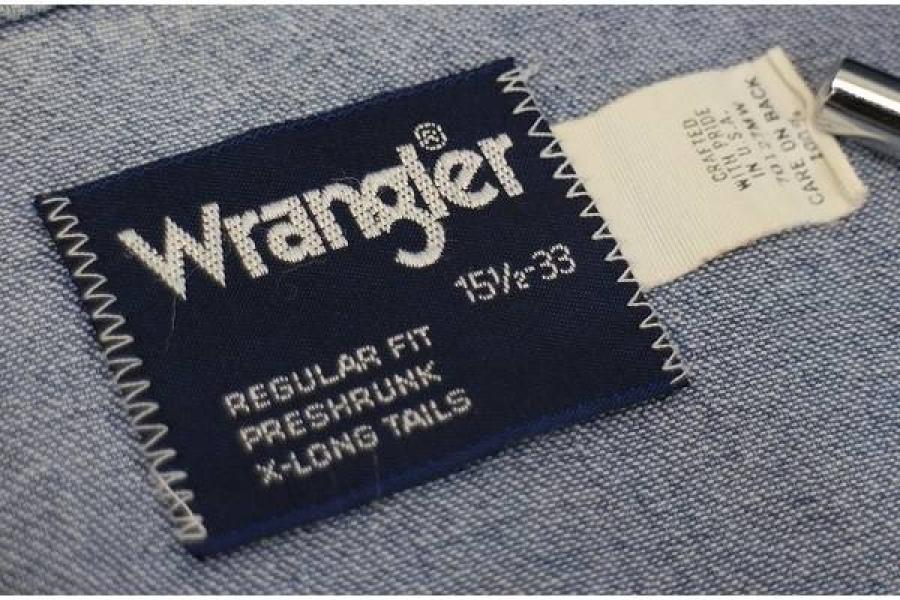 Wrangler®
15½-33
REGULAR FIT
PRESHRUNK
X-LONG TAILS
CRAFTED
WITH PRIDE
IN U.S.A.
CARE ON BACK